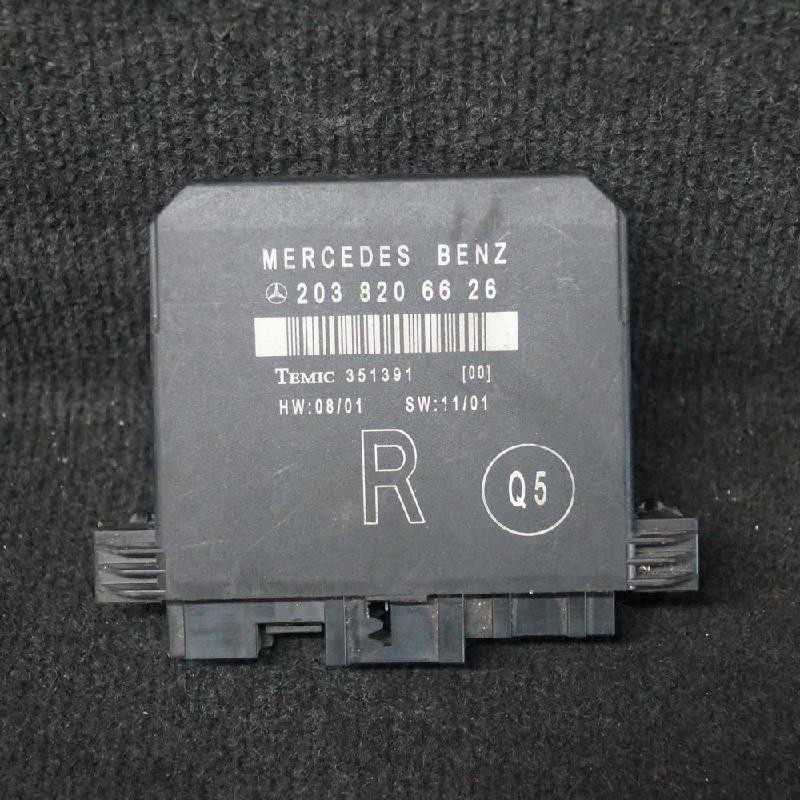 MERCEDES BENZ
203 820 66 26
TEMIC 351391 [00]
HW:08/01 SW:11/01
R
Q5